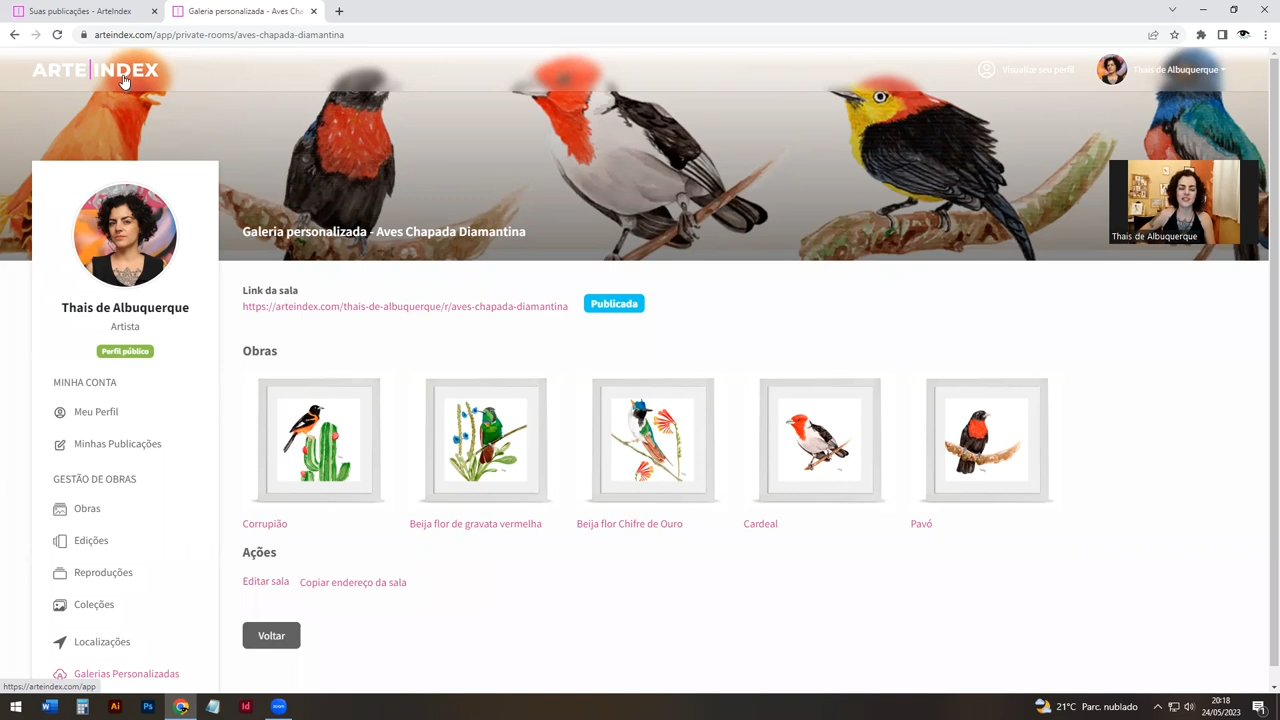 Suas publicações - ArteIndex
Galeria personalizada - Aves Ch
arteindex.com/app/private-rooms/aves-chapada-diamantina
ARTE|INDEX
Visualize seu perfil
Thais de Albuquerque
Thais de Albuquerque
Galeria personalizada - Aves Chapada Diamantina
Link da sala
https://arteindex.com/thais-de-albuquerque/r/aves-chapada-diamantina
Publicada
Thais de Albuquerque
Artista
Perfil público
MINHA CONTA
Meu Perfil
Minhas Publicações
GESTÃO DE OBRAS
Obras
Edições
Reproduções
Coleções
Localizações
Galerias Personalizadas
Obras
Corrupião
Beija flor de gravata vermelha
Beija flor Chifre de Ouro
Cardeal
Pavó
Ações
Editar sala
Copiar endereço da sala
Voltar
https://arteindex.com/app
W
Ai
Ps
Id
zoom
21°C Parc. nublado
20:18
24/05/2023